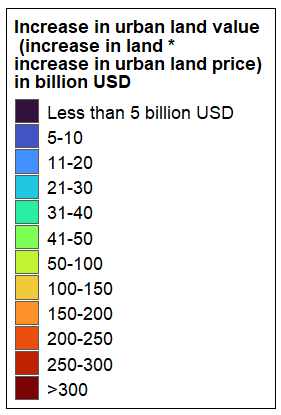 Increase in urban land value
(increase in land *
increase in urban land price)
in billion USD
Less than 5 billion USD
5-10
11-20
21-30
31-40
41-50
50-100
100-150
150-200
200-250
250-300
>300